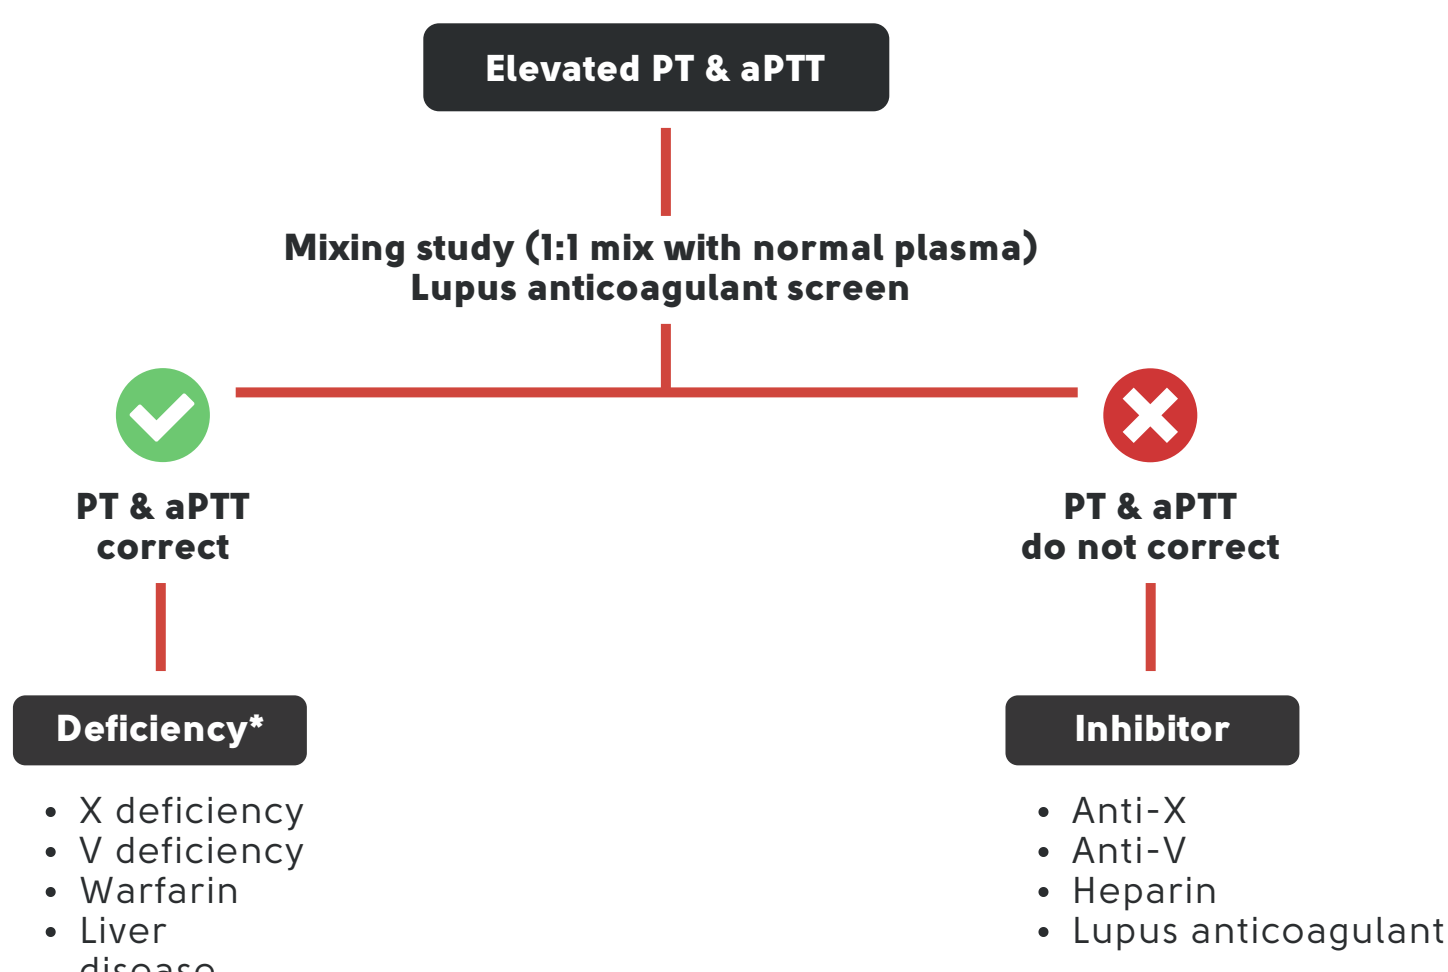 Elevated PT & aPTT
Mixing study (1:1 mix with normal plasma)
Lupus anticoagulant screen
PT & aPTT
correct
PT & aPTT
do not correct
Deficiency*
Inhibitor
• X deficiency
• V deficiency
• Warfarin
• Liver
disease
• Anti-X
• Anti-V
• Heparin
• Lupus anticoagulant